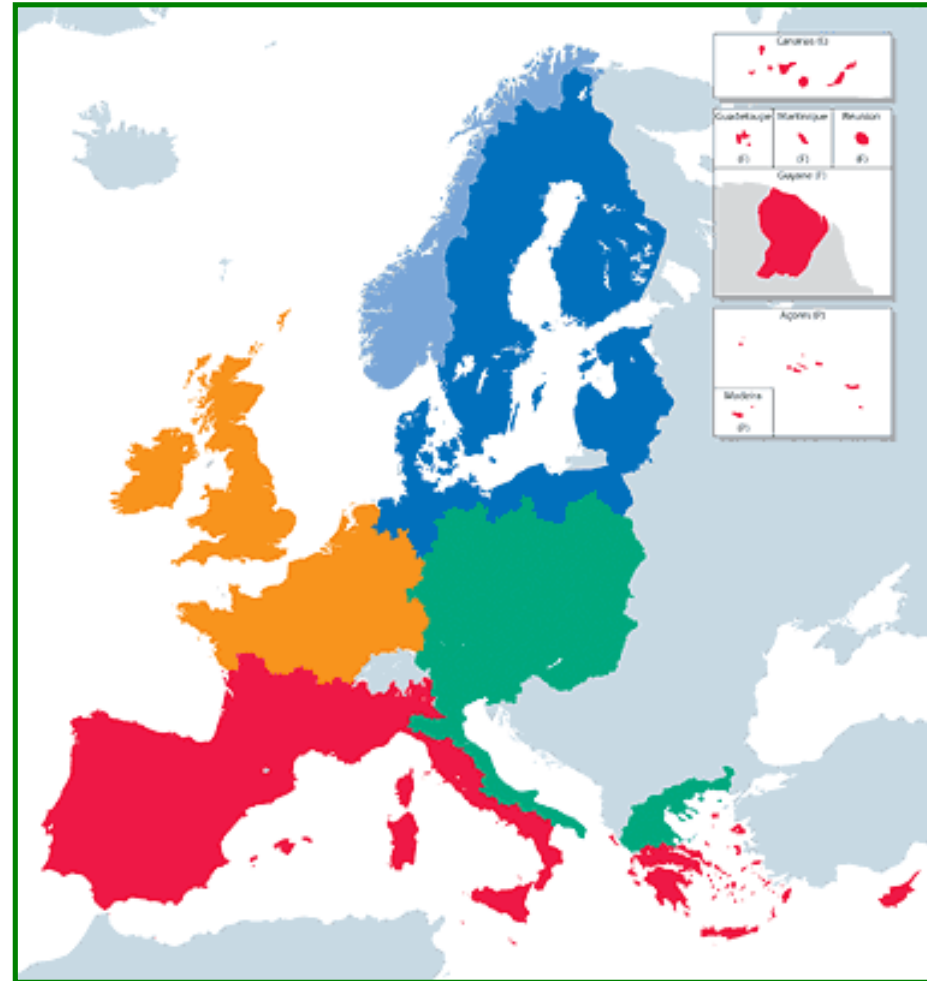 Canarias (E)
Guadeloupe
Martinique
Réunion
(F)
(F)
(F)
Guyane (F)
Açores (P)
Madeira
(P)